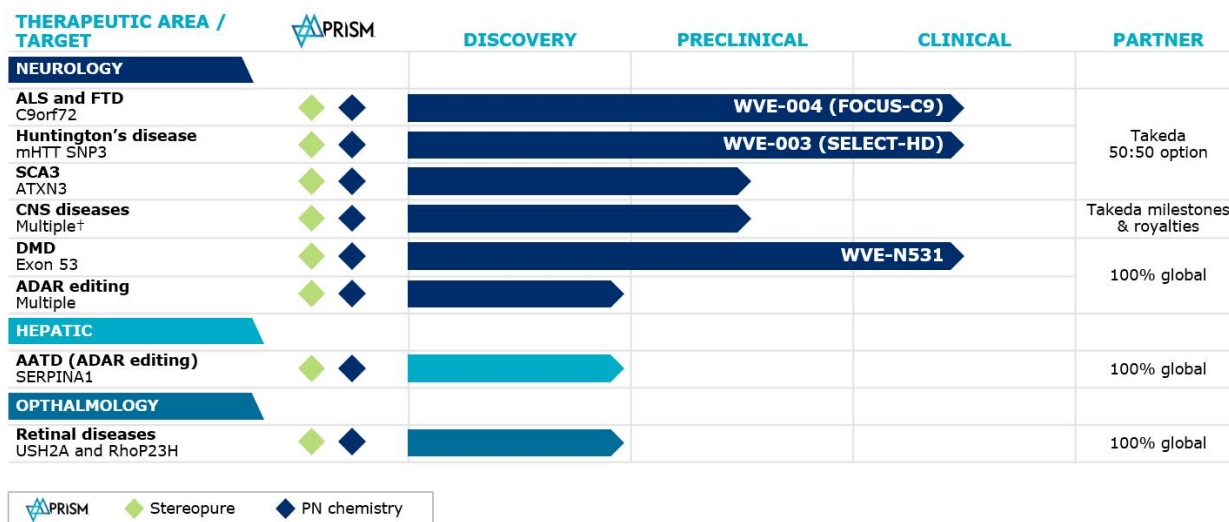 THERAPEUTIC AREA /
TARGET
PRISM
DISCOVERY
PRECLINICAL
CLINICAL
PARTNER
NEUROLOGY
ALS and FTD
C9orf72
WVE-004 (FOCUS-C9)
Huntington's disease
mHTT SNP3
WVE-003 (SELECT-HD)
Takeda
50:50 option
SCA3
ATXN3
CNS diseases
Multiple†
Takeda milestones
& royalties
DMD
Exon 53
WVE-N531
100% global
ADAR editing
Multiple
HEPATIC
AATD (ADAR editing)
SERPINA1
100% global
OPTHALMOLOGY
Retinal diseases
USH2A and RhoP23H
100% global
PRISM Stereopure PN chemistry